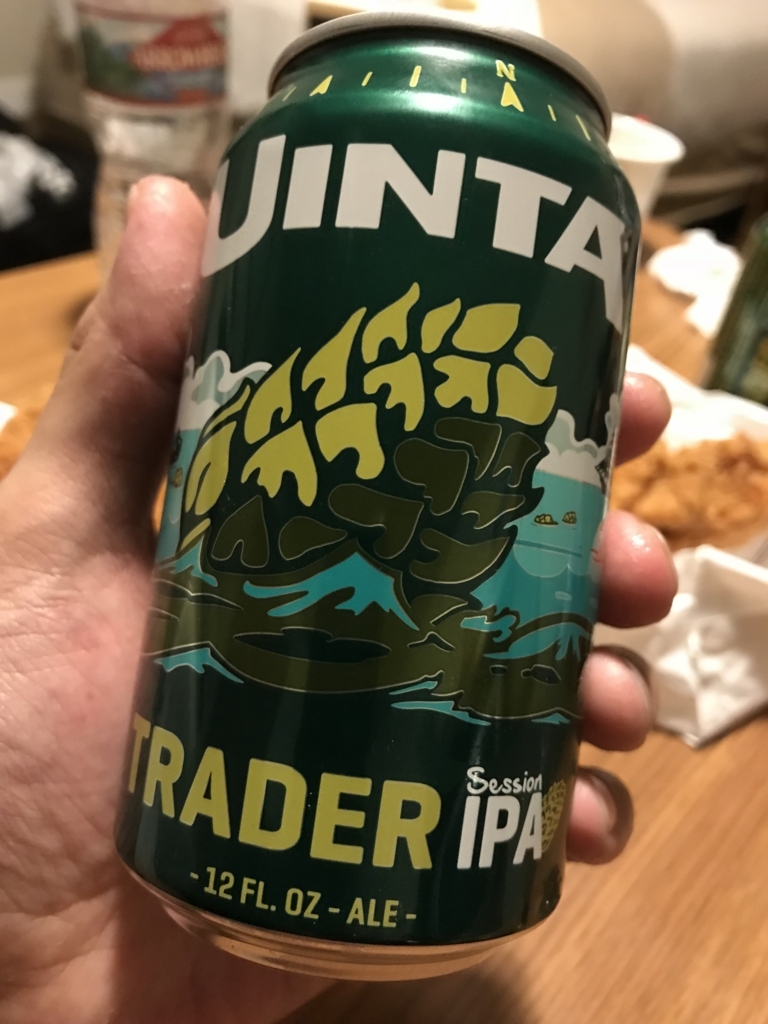 N
UINTA
TRADER
Session
IPA
-12 FL. OZ - ALE -